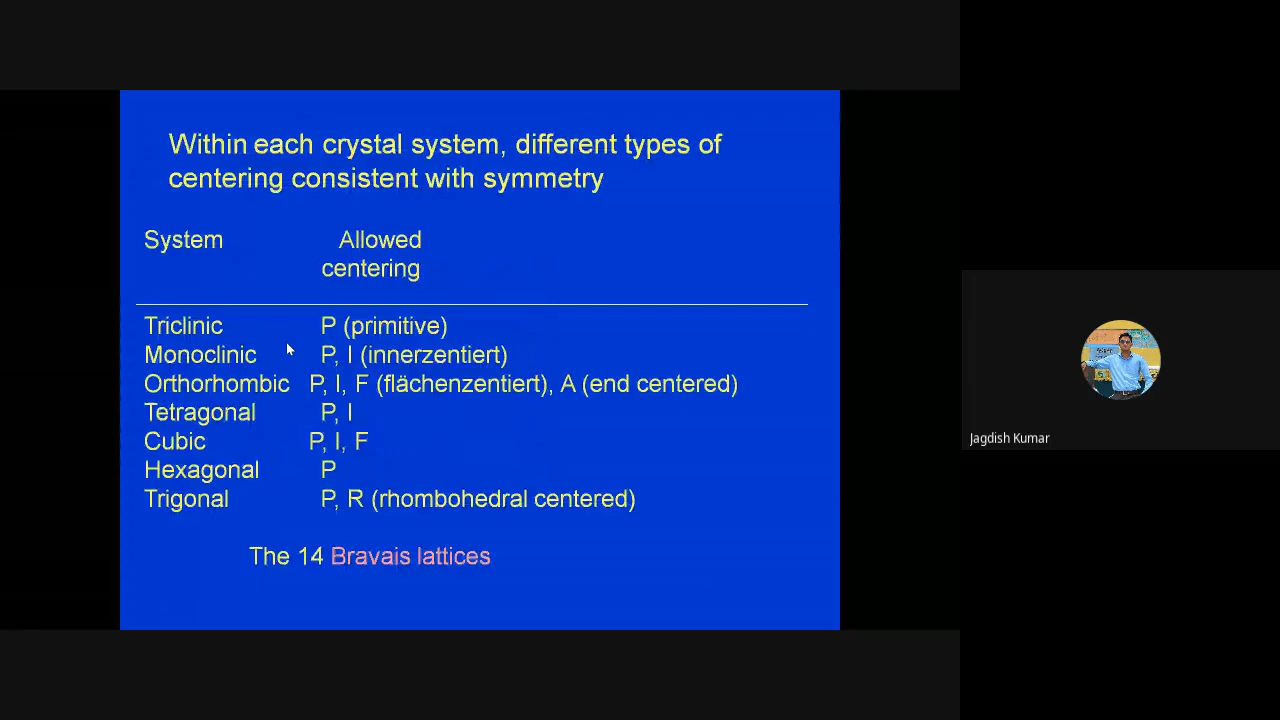 Within each crystal system, different types of
centering consistent with symmetry
System Allowed
centering
Triclinic P (primitive)
Monoclinic P, I (innerzentiert)
Orthorhombic P, I, F (flächenzentiert), A (end centered)
Tetragonal P, I
Cubic P, I, F
Hexagonal P
Trigonal P, R (rhombohedral centered)
The 14 Bravais lattices
Jagdish Kumar